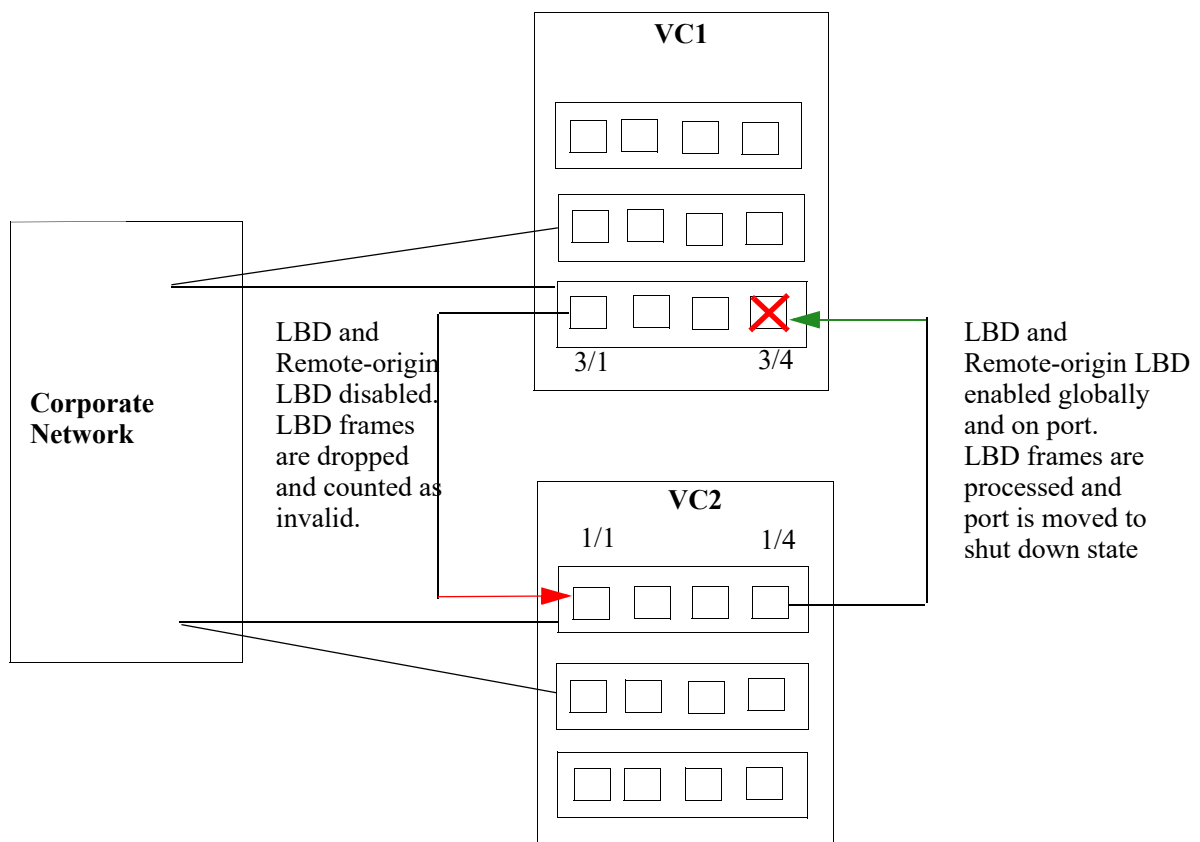 VC1
3/1
3/4
Corporate
Network
LBD and
Remote-origin
LBD disabled.
LBD frames
are dropped
and counted as
invalid.
LBD and
Remote-origin LBD
enabled globally
and on port.
LBD frames are
processed and
port is moved to
shut down state
VC2
1/1
1/4